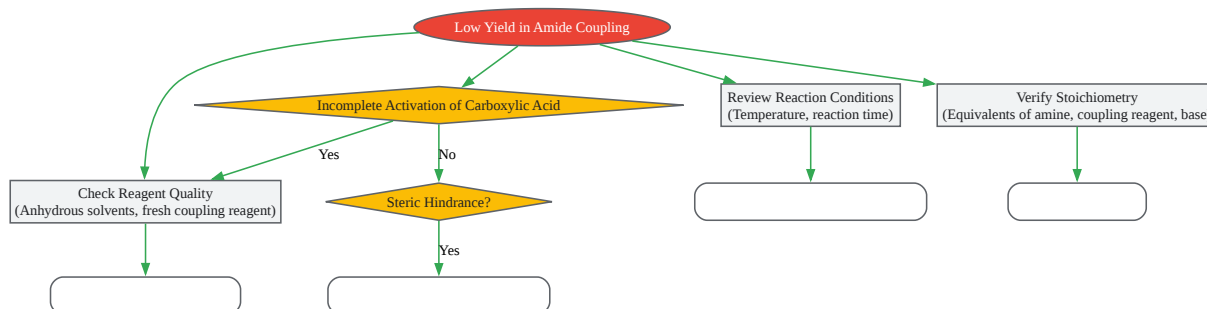 Low Yield in Amide Coupling
Incomplete Activation of Carboxylic Acid
Review Reaction Conditions
(Temperature, reaction time)
Verify Stoichiometry
(Equivalents of amine, coupling reagent, base
Yes
No
Check Reagent Quality
(Anhydrous solvents, fresh coupling reagent)
Steric Hindrance?
Yes